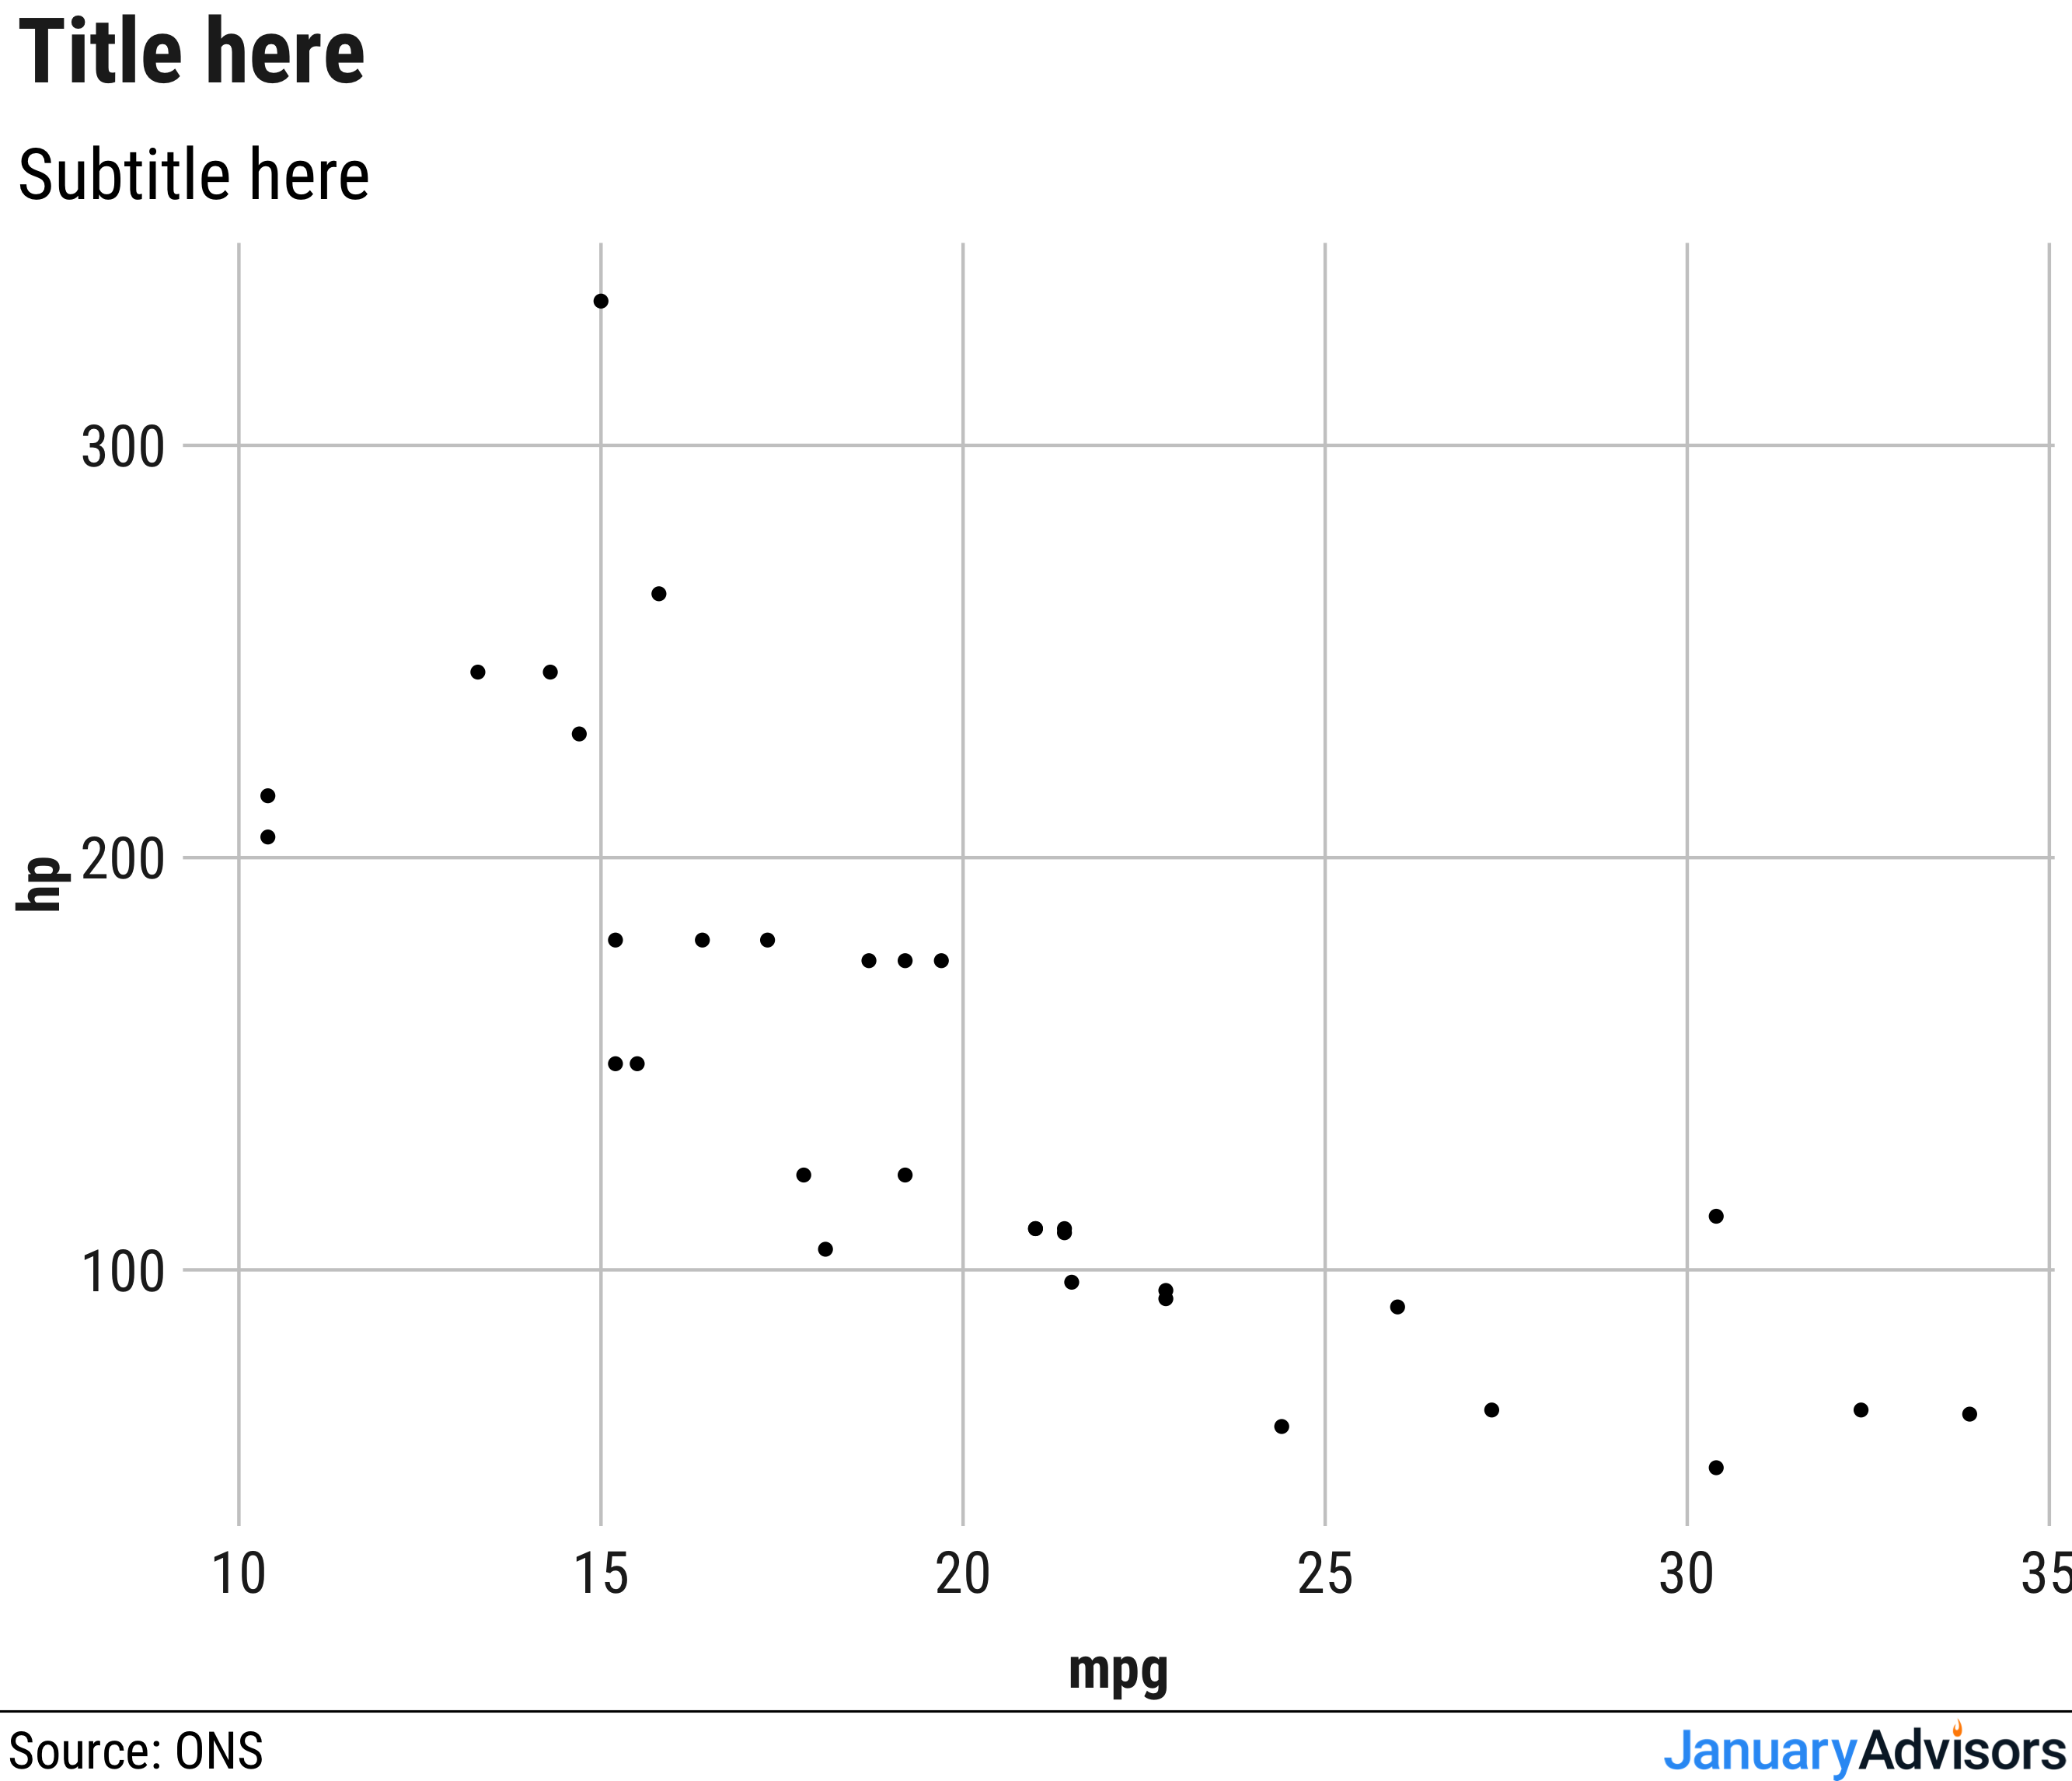 Title here
Subtitle here
300
200
100
hp
10 15 20 25 30 35
mpg
Source: ONS
JanuaryAdvisors